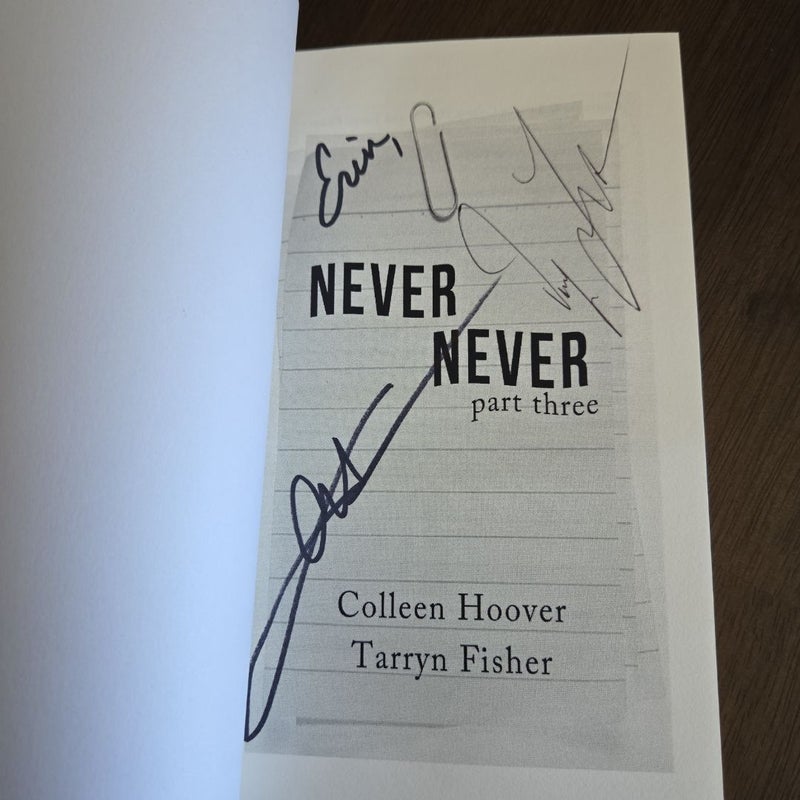 Erin,
NEVER
NEVER
part three
Colleen Hoover
Tarryn Fisher